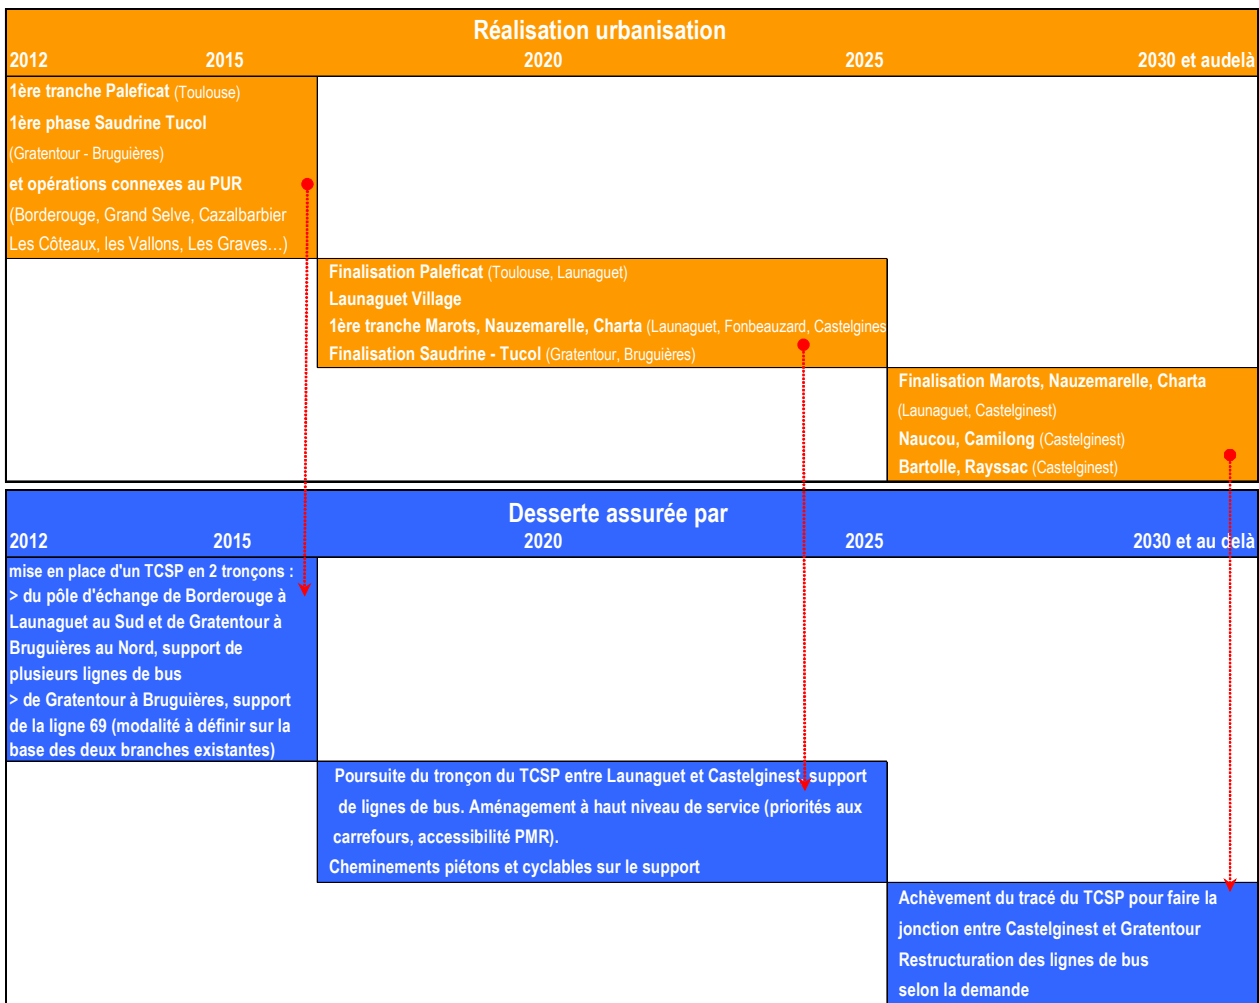 Réalisation urbanisation
2012 2015 2020 2025 2030 et audelà
1ère tranche Paleficat (Toulouse)
1ère phase Saudrine Tucol
(Gratentour - Bruguières)
et opérations connexes au PUR
(Borderouge, Grand Selve, Cazalbarbier
Les Côteaux, les Vallons, Les Graves…)
Finalisation Paleficat (Toulouse, Launaguet)
Launaguet Village
1ère tranche Marots, Nauzemarelle, Charta (Launaguet, Fonbeauzard, Castelgines
Finalisation Saudrine - Tucol (Gratentour, Bruguières)
Finalisation Marots, Nauzemarelle, Charta
(Launaguet, Castelginest)
Naucou, Camilong (Castelginest)
Bartolle, Rayssac (Castelginest)
Desserte assurée par
2012 2015 2020 2025 2030 et au delà
mise en place d'un TCSP en 2 tronçons :
> du pôle d'échange de Borderouge à
Launaguet au Sud et de Gratentour à
Bruguières au Nord, support de
plusieurs lignes de bus
> de Gratentour à Bruguières, support
de la ligne 69 (modalité à définir sur la
base des deux branches existantes)
Poursuite du tronçon du TCSP entre Launaguet et Castelginest, support
de lignes de bus. Aménagement à haut niveau de service (priorités aux
carrefours, accessibilité PMR).
Cheminements piétons et cyclables sur le support
Achèvement du tracé du TCSP pour faire la
jonction entre Castelginest et Gratentour
Restructuration des lignes de bus
selon la demande